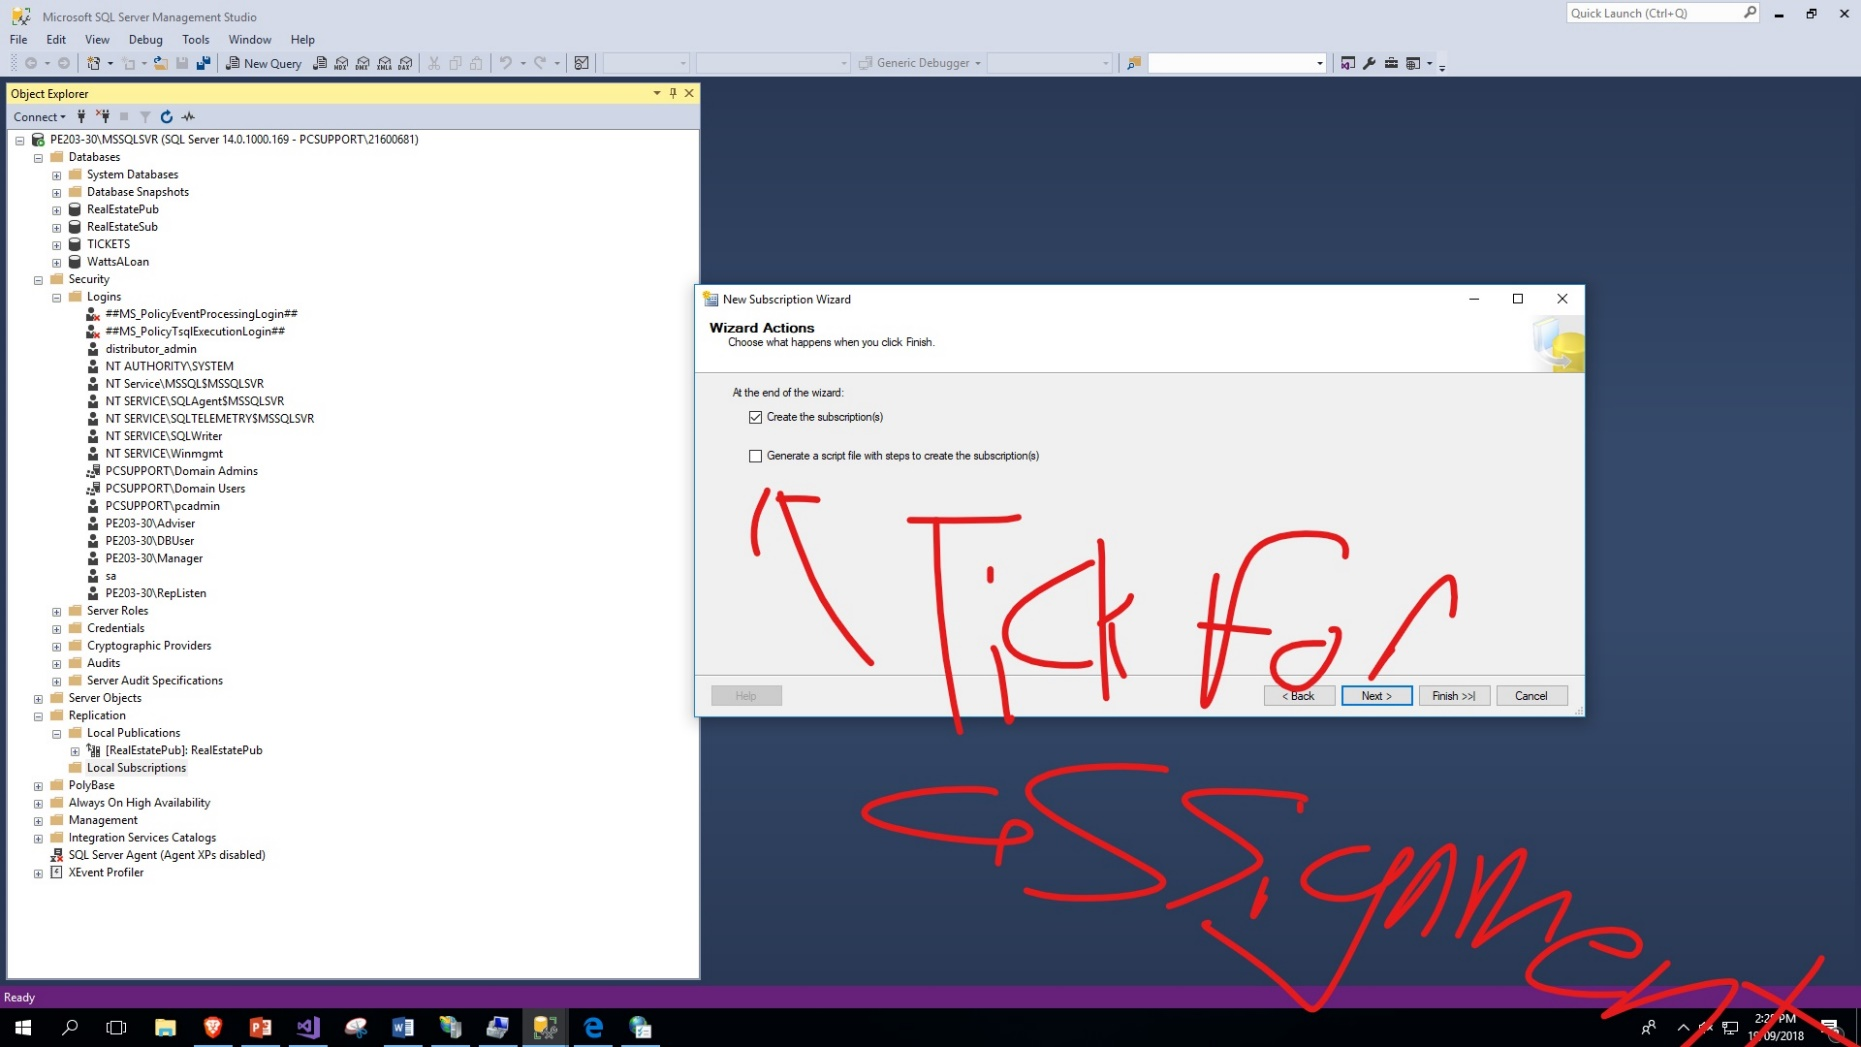 Microsoft SQL Server Management Studio
Quick Launch (Ctrl+Q)
File Edit View Debug Tools Window Help
New Query
MDX DMX XMLA DAX
Generic Debugger
Object Explorer
Connect
PE203-30\MSSQLSVR (SQL Server 14.0.1000.169 - PCSUPPORT\21600681)
Databases
System Databases
Database Snapshots
RealEstatePub
RealEstateSub
TICKETS
WattsALoan
Security
Logins
##MS_PolicyEventProcessingLogin##
##MS_PolicyTsqlExecutionLogin##
distributor_admin
NT AUTHORITY\SYSTEM
NT Service\MSSQL$MSSQLSVR
NT SERVICE\SQLAgent$MSSQLSVR
NT SERVICE\SQLTELEMETRY$MSSQLSVR
NT SERVICE\SQLWriter
NT SERVICE\Winmgmt
PCSUPPORT\Domain Admins
PCSUPPORT\Domain Users
PCSUPPORT\pcadmin
PE203-30\Adviser
PE203-30\DBUser
PE203-30\Manager
sa
PE203-30\RepListen
Server Roles
Credentials
Cryptographic Providers
Audits
Server Audit Specifications
Server Objects
Replication
Local Publications
[RealEstatePub]: RealEstatePub
Local Subscriptions
PolyBase
Always On High Availability
Management
Integration Services Catalogs
SQL Server Agent (Agent XPs disabled)
XEvent Profiler
New Subscription Wizard
Wizard Actions
Choose what happens when you click Finish.
At the end of the wizard:
Create the subscription(s)
Generate a script file with steps to create the subscription(s)
Tick for
assignment
Help < Back Next > Finish >>| Cancel
Ready